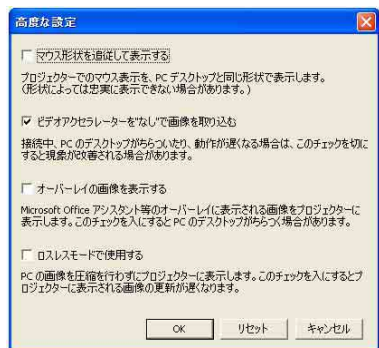 高度な設定
マウス形状を追従して表示する
プロジェクターでのマウス表示を、PC デスクトップと同じ形状で表示します。
(形状によっては忠実に表示できない場合があります。)
ビデオアクセラレーターを"なし"で画像を取り込む
接続中、PC のデスクトップがちらついたり、動作が遅くなる場合は、このチェックを切に
すると現象が改善される場合があります。
オーバーレイの画像を表示する
Microsoft Office アシスタント等のオーバーレイに表示される画像をプロジェクターに
表示します。このチェックを入にするとPC のデスクトップがちらつく場合があります。
ロスレスモードで使用する
PC の画像を圧縮を行わずにプロジェクターに表示します。このチェックを入にするとプ
ロジェクターに表示される画像の更新が遅くなります。
OK
リセット
キャンセル